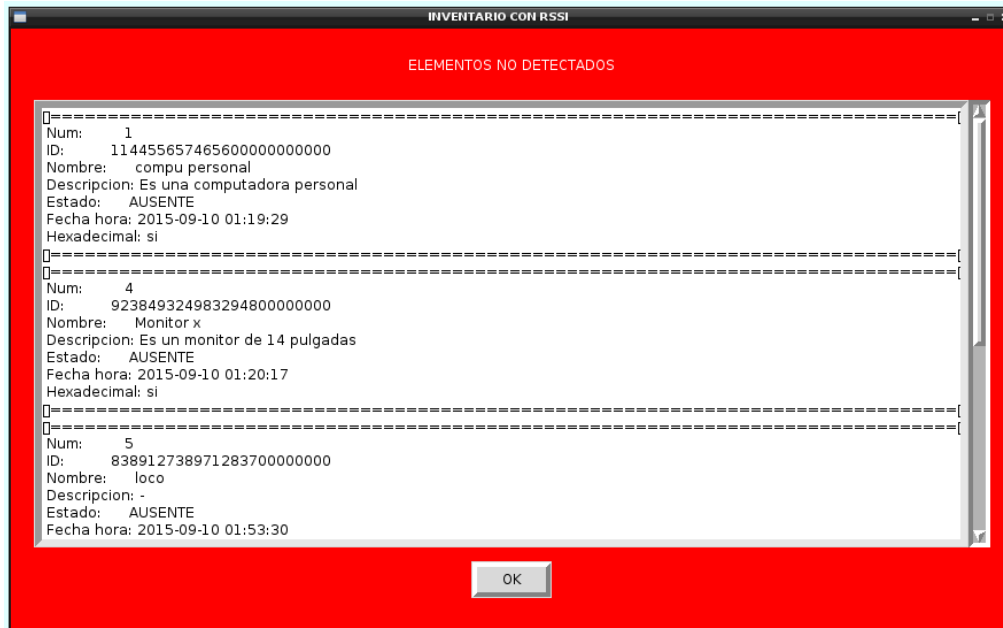 INVENTARIO CON RSSI
ELEMENTOS NO DETECTADOS
▯==============================================================================[
Num: 1
ID: 114455657465600000000000
Nombre: compu personal
Descripcion: Es una computadora personal
Estado: AUSENTE
Fecha hora: 2015-09-10 01:19:29
Hexadecimal: si
▯==============================================================================[
▯==============================================================================[
Num: 4
ID: 923849324983294800000000
Nombre: Monitor x
Descripcion: Es un monitor de 14 pulgadas
Estado: AUSENTE
Fecha hora: 2015-09-10 01:20:17
Hexadecimal: si
▯==============================================================================[
▯==============================================================================[
Num: 5
ID: 838912738971283700000000
Nombre: loco
Descripcion: -
Estado: AUSENTE
Fecha hora: 2015-09-10 01:53:30
OK